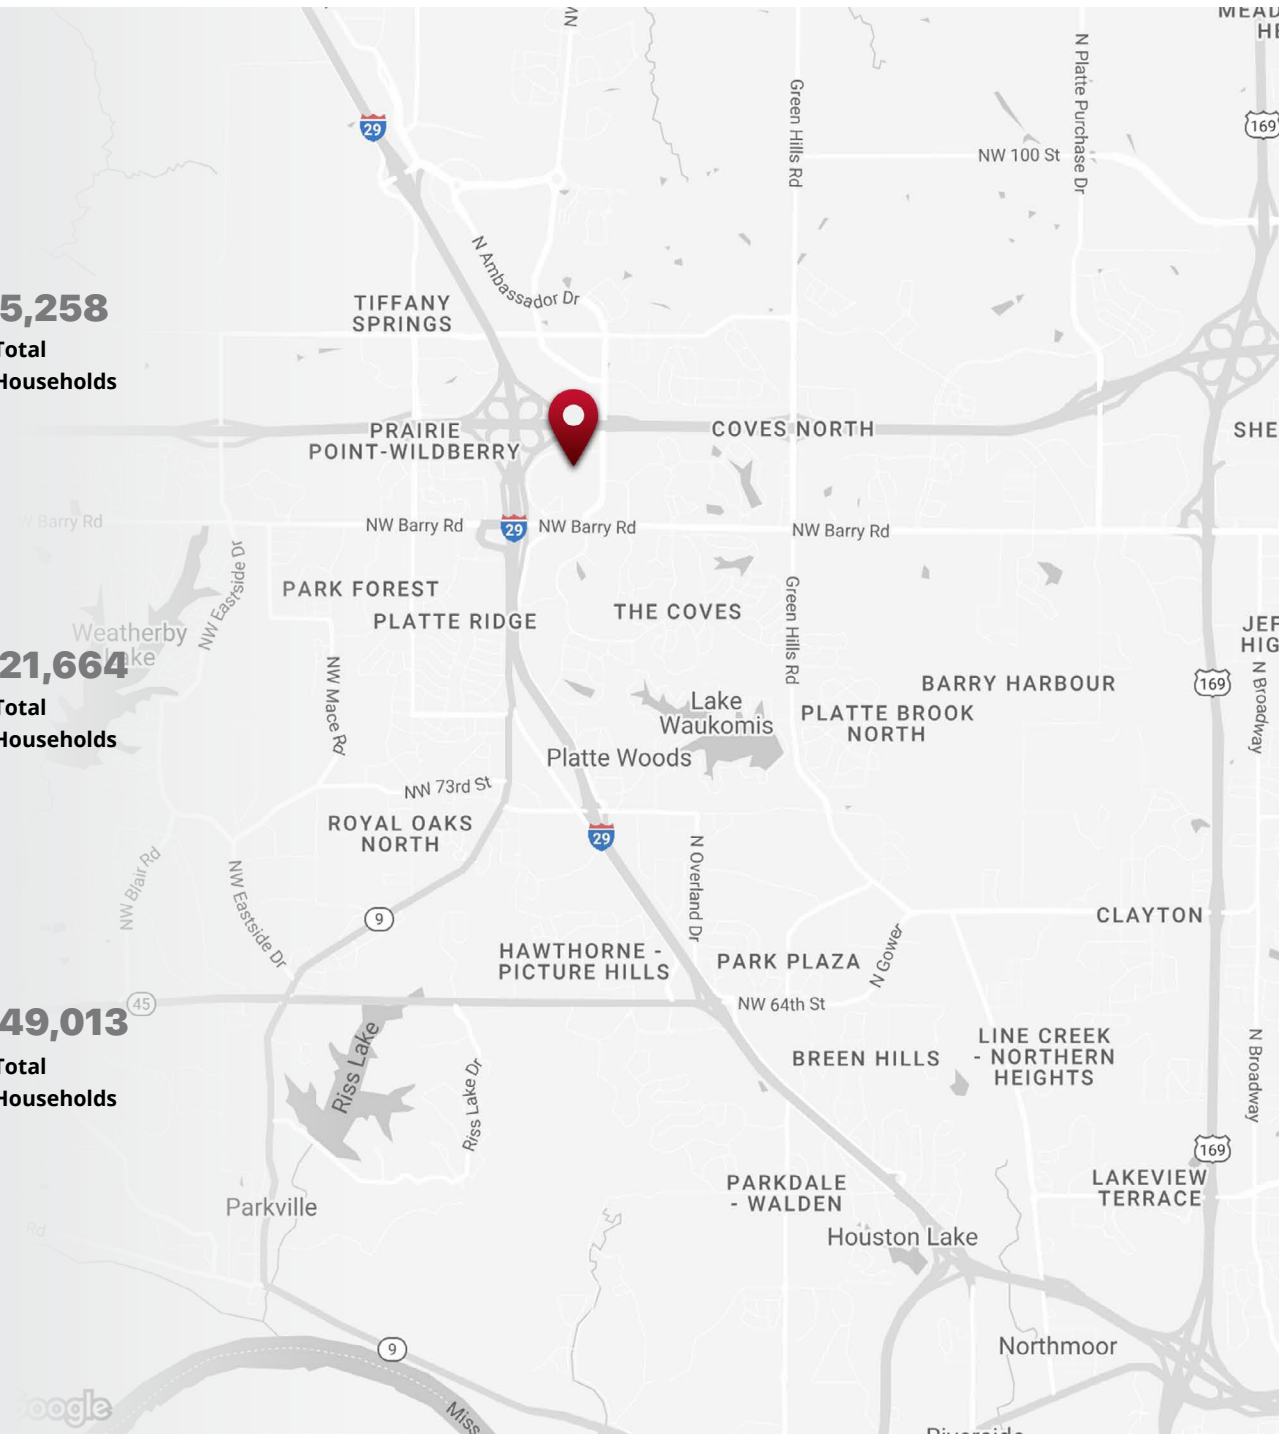 MEAD
HE
NW
N Platte Purchase Dr
Green Hills Rd
29
169
NW 100 St
N Ambassador Dr
5,258
Total
Households
TIFFANY
SPRINGS
PRAIRIE
POINT-WILDBERRY
COVES NORTH
SHE
W Barry Rd
NW Barry Rd
29
NW Barry Rd
NW Barry Rd
NW Eastside Dr
PARK FOREST
PLATTE RIDGE
THE COVES
Green Hills Rd
Weatherby
Lake
JEF
HIG
21,664
Total
Households
NW Mace Rd
BARRY HARBOUR
169
N Broadway
Lake
Waukomis
PLATTE BROOK
NORTH
Platte Woods
NW 73rd St
ROYAL OAKS
NORTH
29
N Overland Dr
NW Blair Rd
NW Eastside Dr
9
CLAYTON
HAWTHORNE -
PICTURE HILLS
PARK PLAZA
N Gower
45
NW 64th St
49,013
Total
Households
Riss Lake
Riss Lake Dr
BREEN HILLS
LINE CREEK
- NORTHERN
HEIGHTS
N Broadway
169
PARKDALE
- WALDEN
LAKEVIEW
TERRACE
Parkville
Rd
Houston Lake
9
Northmoor
oogle
Miss
Riverside